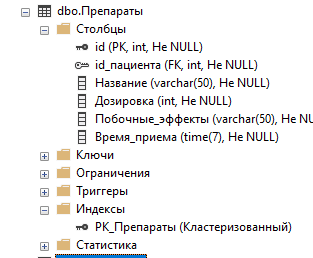 dbo.Препараты
Столбцы
id (PK, int, Не NULL)
id_пациента (FK, int, Не NULL)
Название (varchar(50), Не NULL)
Дозировка (int, Не NULL)
Побочные_эффекты (varchar(50), Не NULL)
Время_приема (time(7), Не NULL)
Ключи
Ограничения
Триггеры
Индексы
PK_Препараты (Кластеризованный)
Статистика